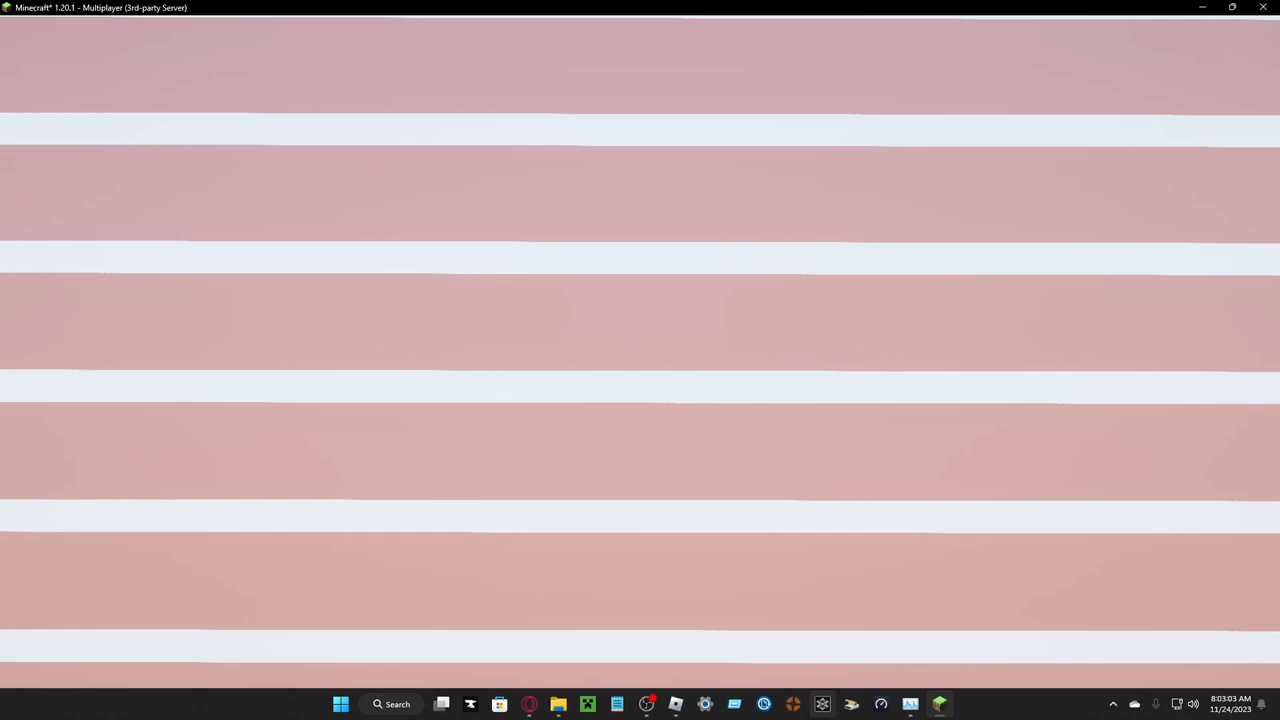 Minecraft* 1.20.1 - Multiplayer (3rd-party Server)
Search
8:03:03 AM
11/24/2023